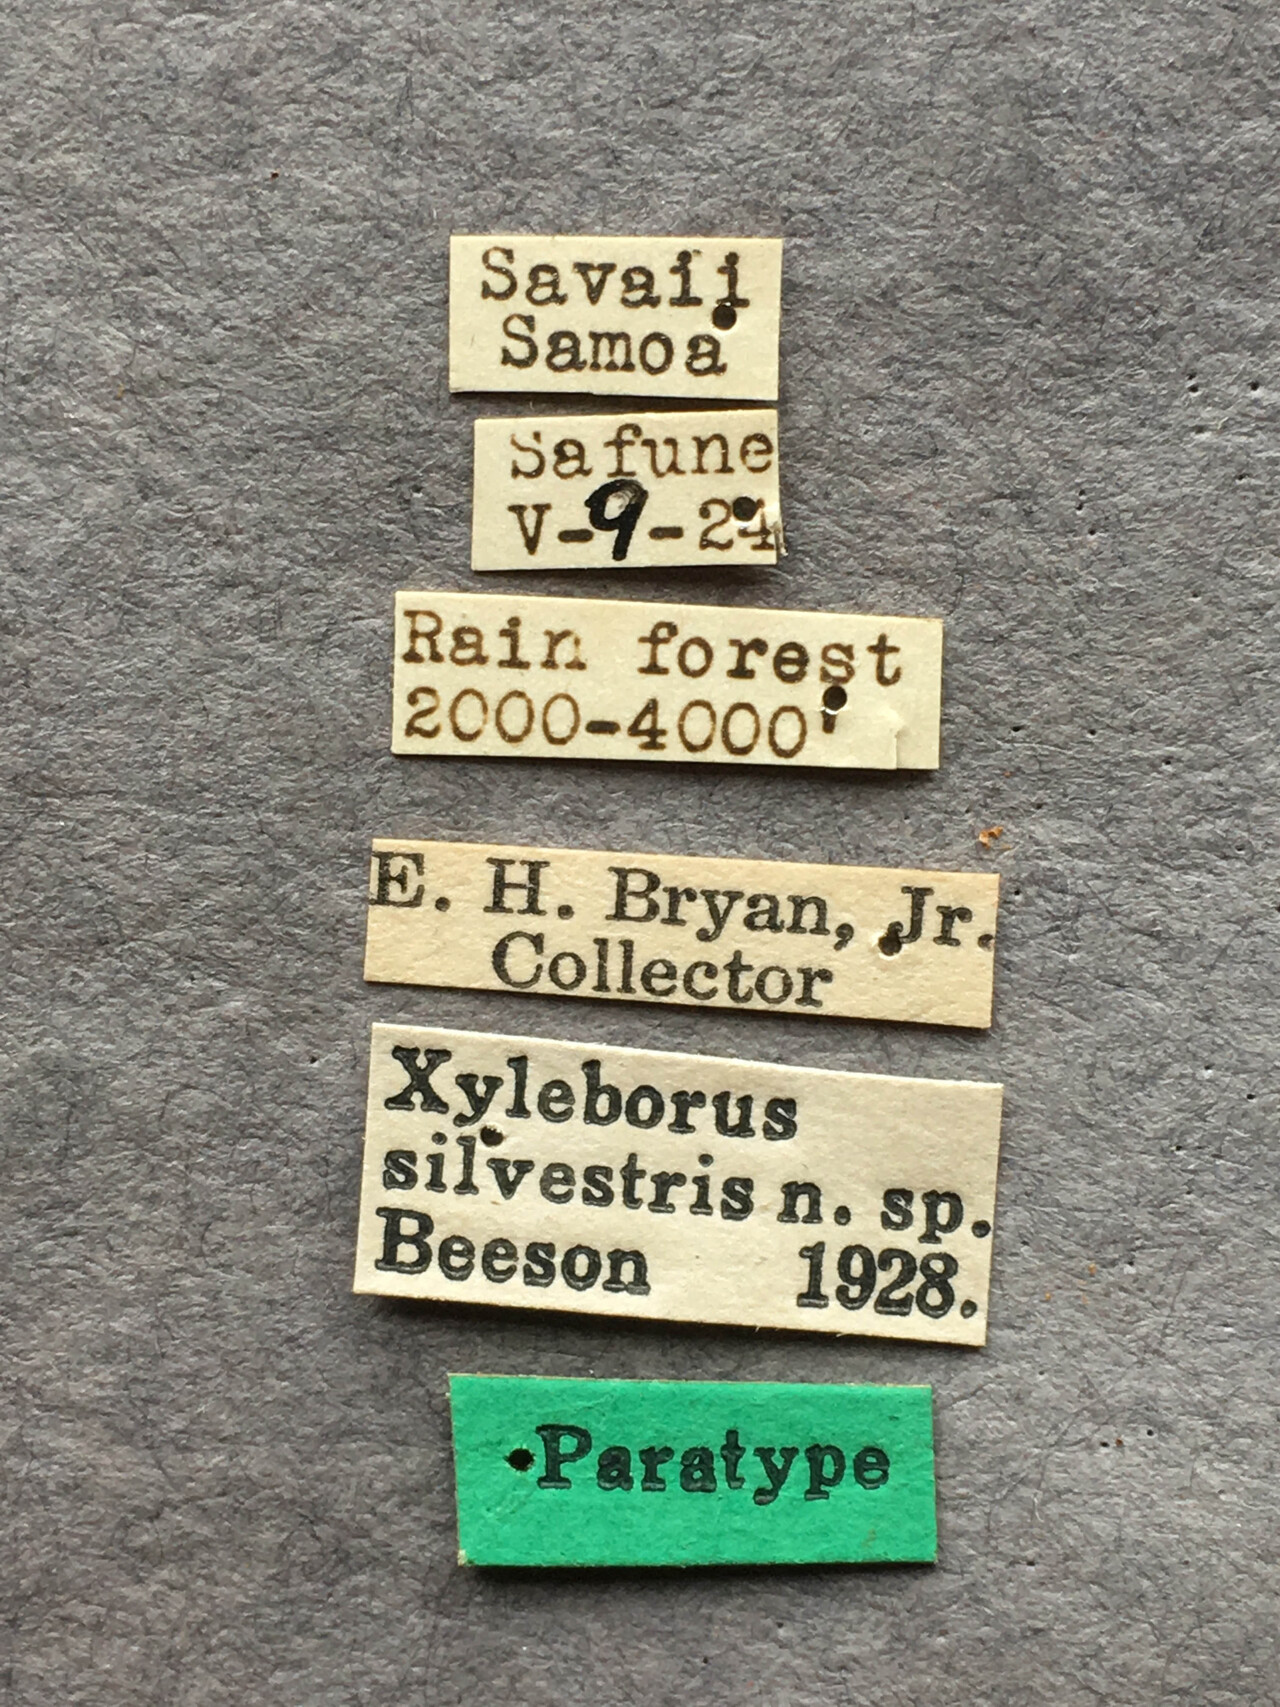 Savaii
Samoa
Safune
V-9-24
Rain forest
2000-4000'
E. H. Bryan, Jr.
Collector
Xyleborus
silvestris n. sp.
Beeson 1928.
Paratype